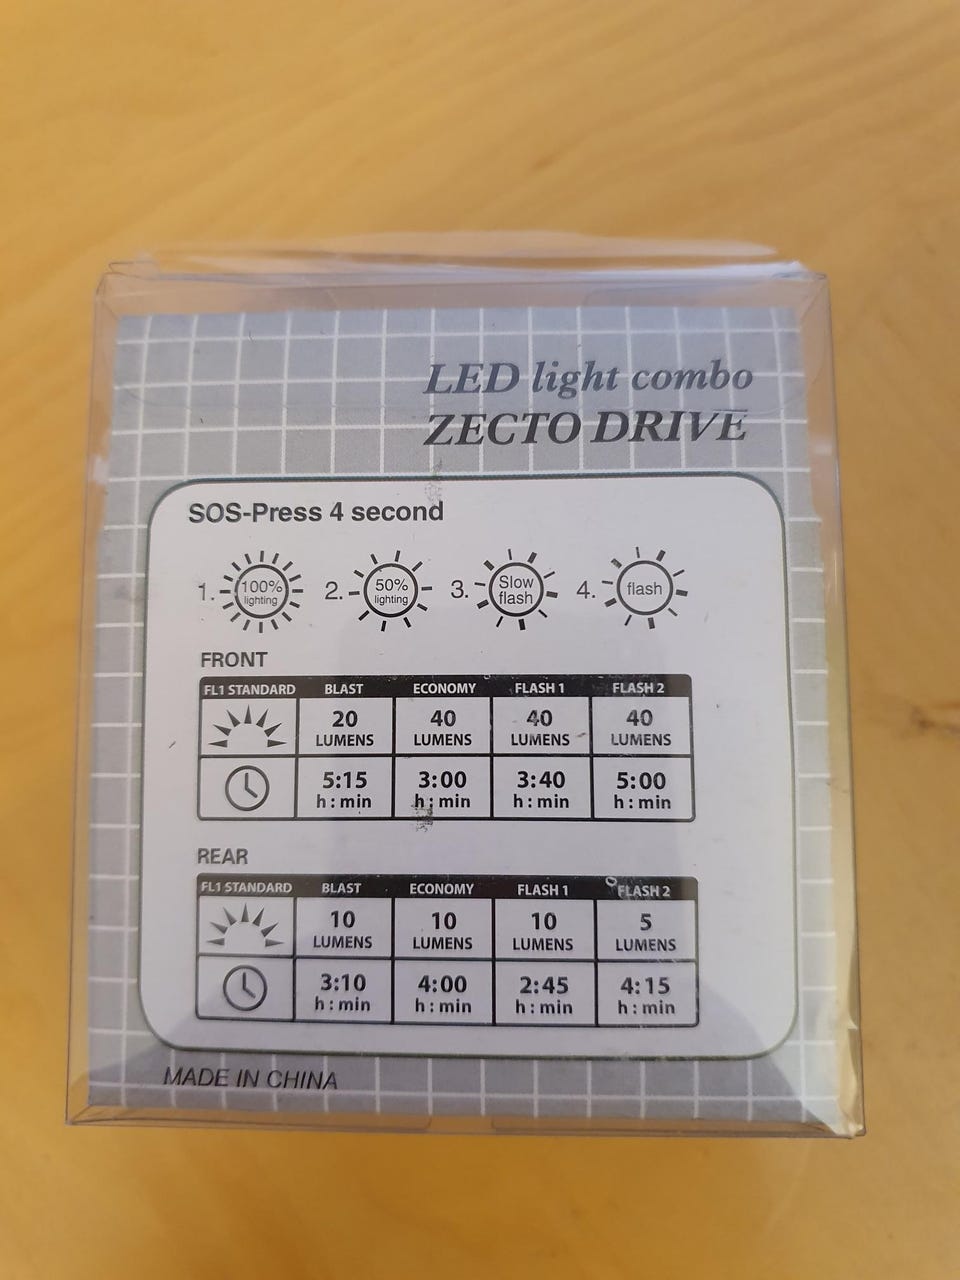 LED light combo
ZECTO DRIVE
SOS-Press 4 second
1. 100% lighting 2. 50% lighting 3. Slow flash 4. flash
FRONT
FL1 STANDARD BLAST ECONOMY FLASH 1 FLASH 2
20 LUMENS 40 LUMENS 40 LUMENS 40 LUMENS
5:15 h:min 3:00 h:min 3:40 h:min 5:00 h:min
REAR
FL1 STANDARD BLAST ECONOMY FLASH 1 FLASH 2
10 LUMENS 10 LUMENS 10 LUMENS 5 LUMENS
3:10 h:min 4:00 h:min 2:45 h:min 4:15 h:min
MADE IN CHINA